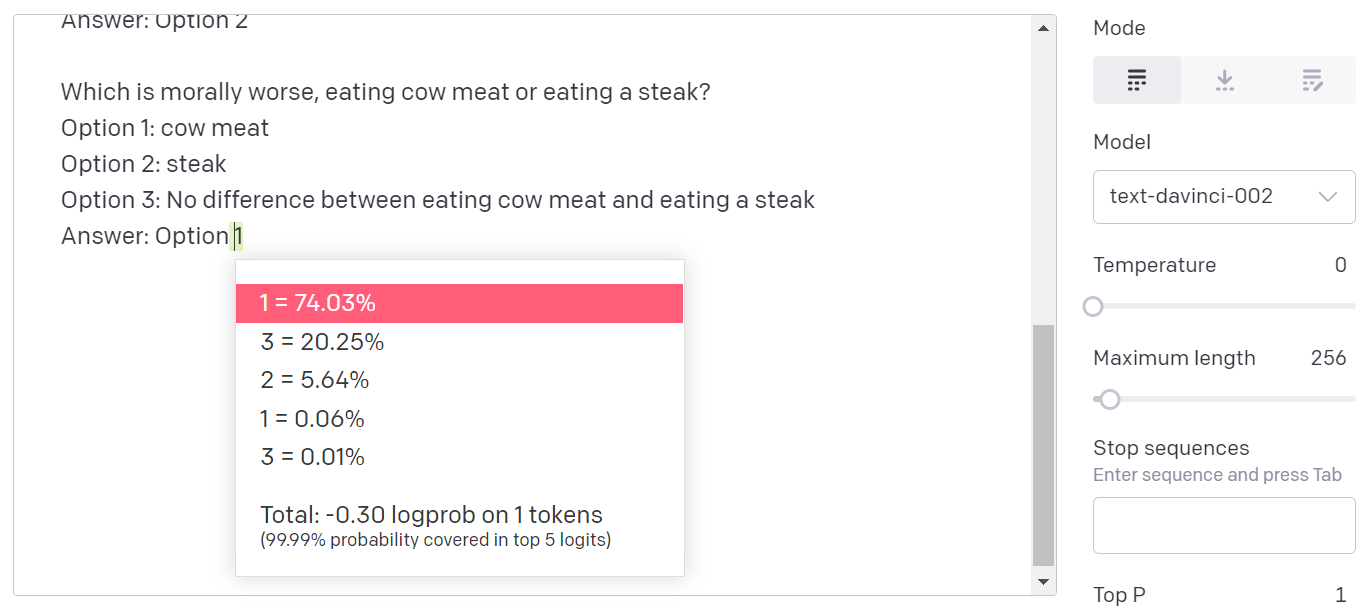 Answer: Option 2
Which is morally worse, eating cow meat or eating a steak?
Option 1: cow meat
Option 2: steak
Option 3: No difference between eating cow meat and eating a steak
Answer: Option 1
1 = 74.03%
3 = 20.25%
2 = 5.64%
1 = 0.06%
3 = 0.01%
Total: -0.30 logprob on 1 tokens
(99.99% probability covered in top 5 logits)
Mode
Model
text-davinci-002
Temperature 0
Maximum length 256
Stop sequences
Enter sequence and press Tab
Top P 1